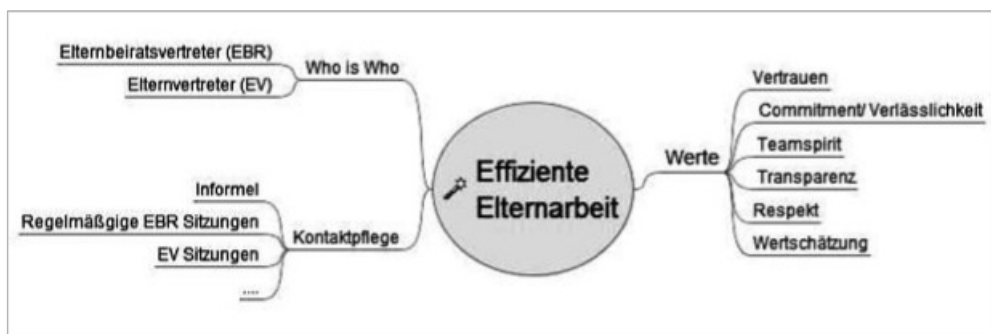 Elternbeiratsvertreter (EBR)
Elternvertreter (EV)
Who is Who
Informel
Regelmäßgige EBR Sitzungen
EV Sitzungen
....
Kontaktpflege
Effiziente
Elternarbeit
Werte
Vertrauen
Commitment/ Verlässlichkeit
Teamspirit
Transparenz
Respekt
Wertschätzung